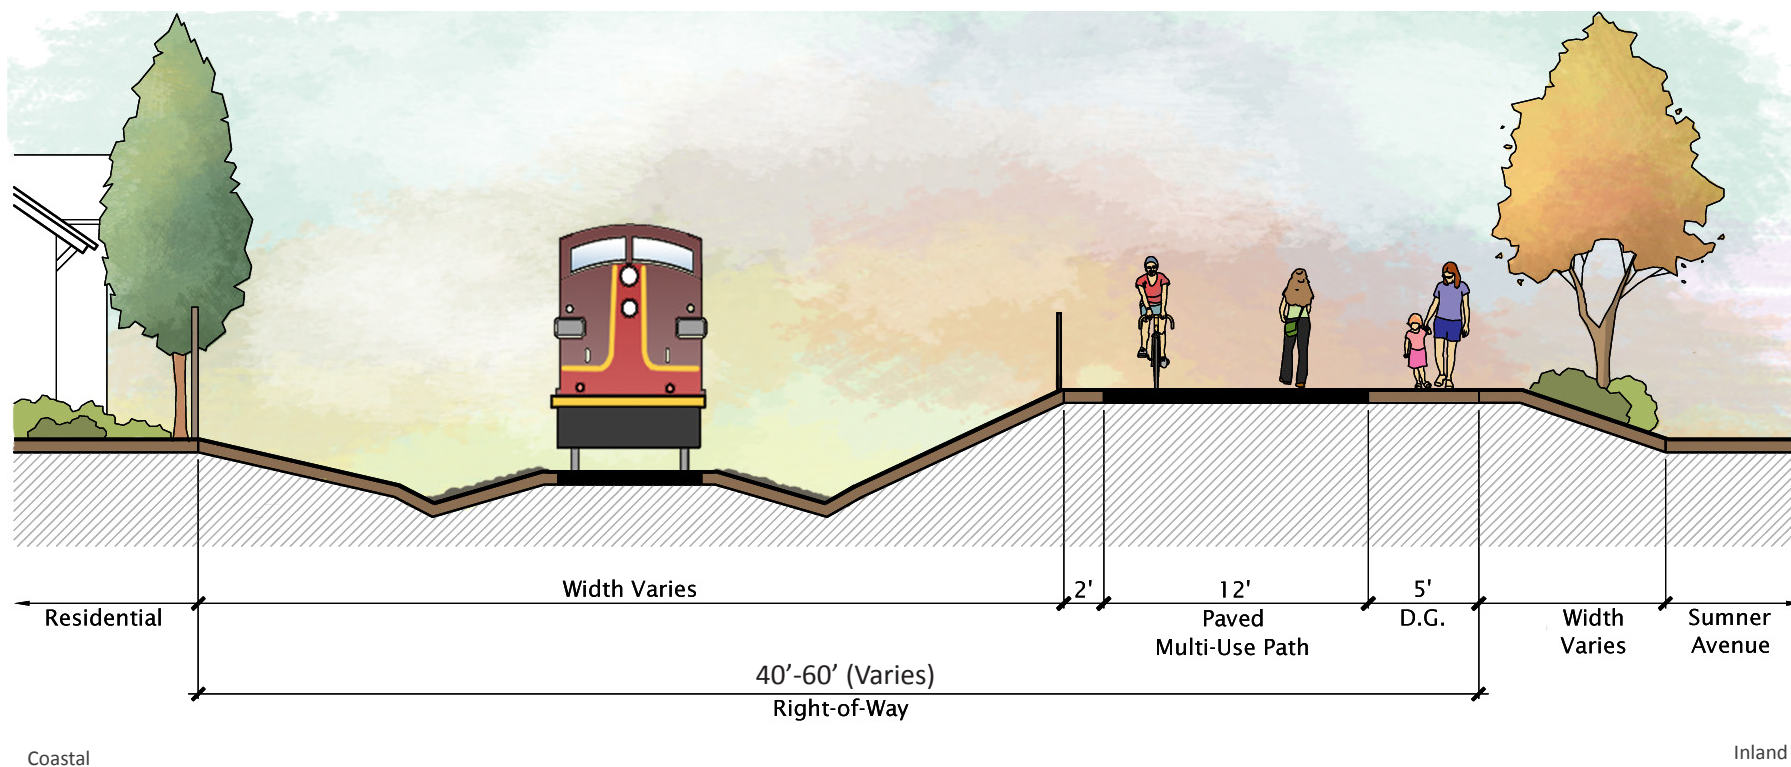 Width Varies
2'
12'
5'
Residential
Paved
Multi-Use Path
D.G.
Width
Varies
Sumner
Avenue
40’-60’ (Varies)
Right-of-Way
Coastal
Inland